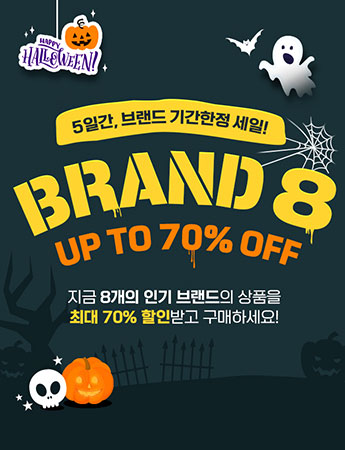 HAPPY
HALLOWEEN!
5일간, 브랜드 기간한정 세일!
BRAND 8
UP TO 70% OFF
지금 8개의 인기 브랜드의 상품을
최대 70% 할인받고 구매하세요!